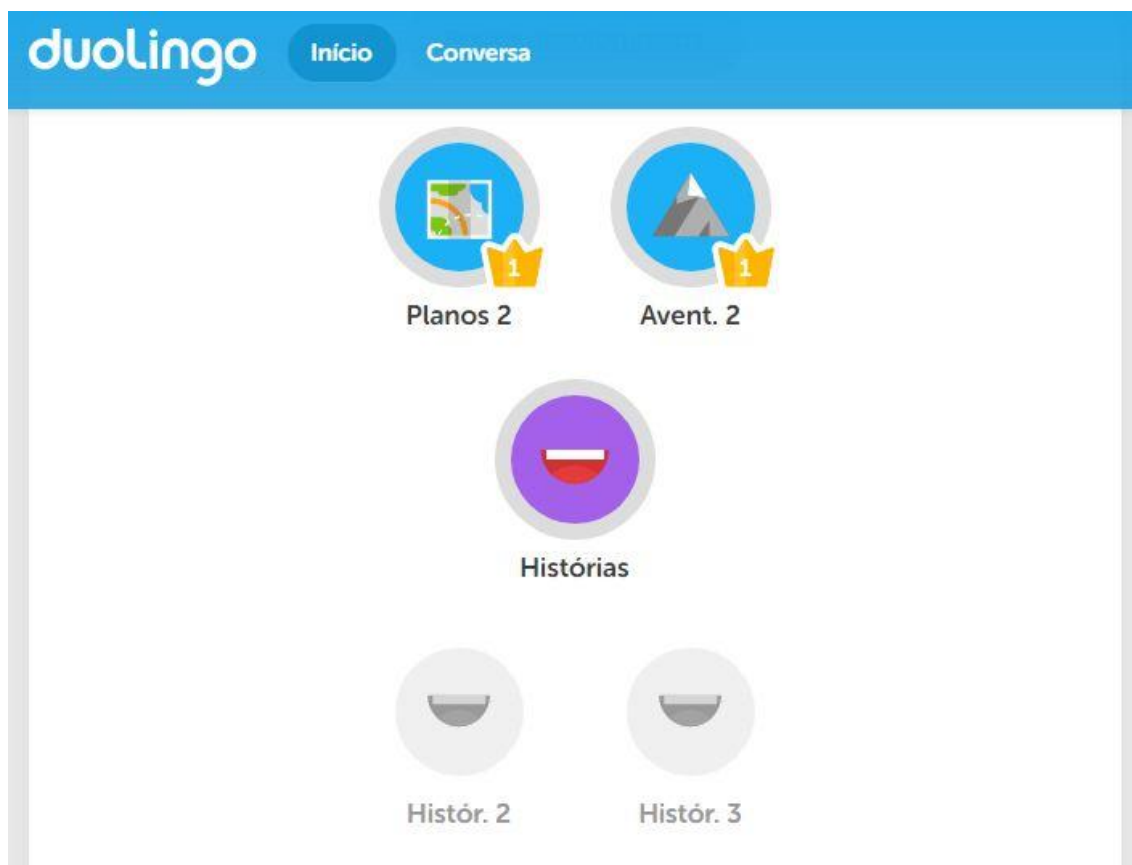 duolingo Início Conversa
1 1
Planos 2 Avent. 2
Histórias
Histór. 2 Histór. 3